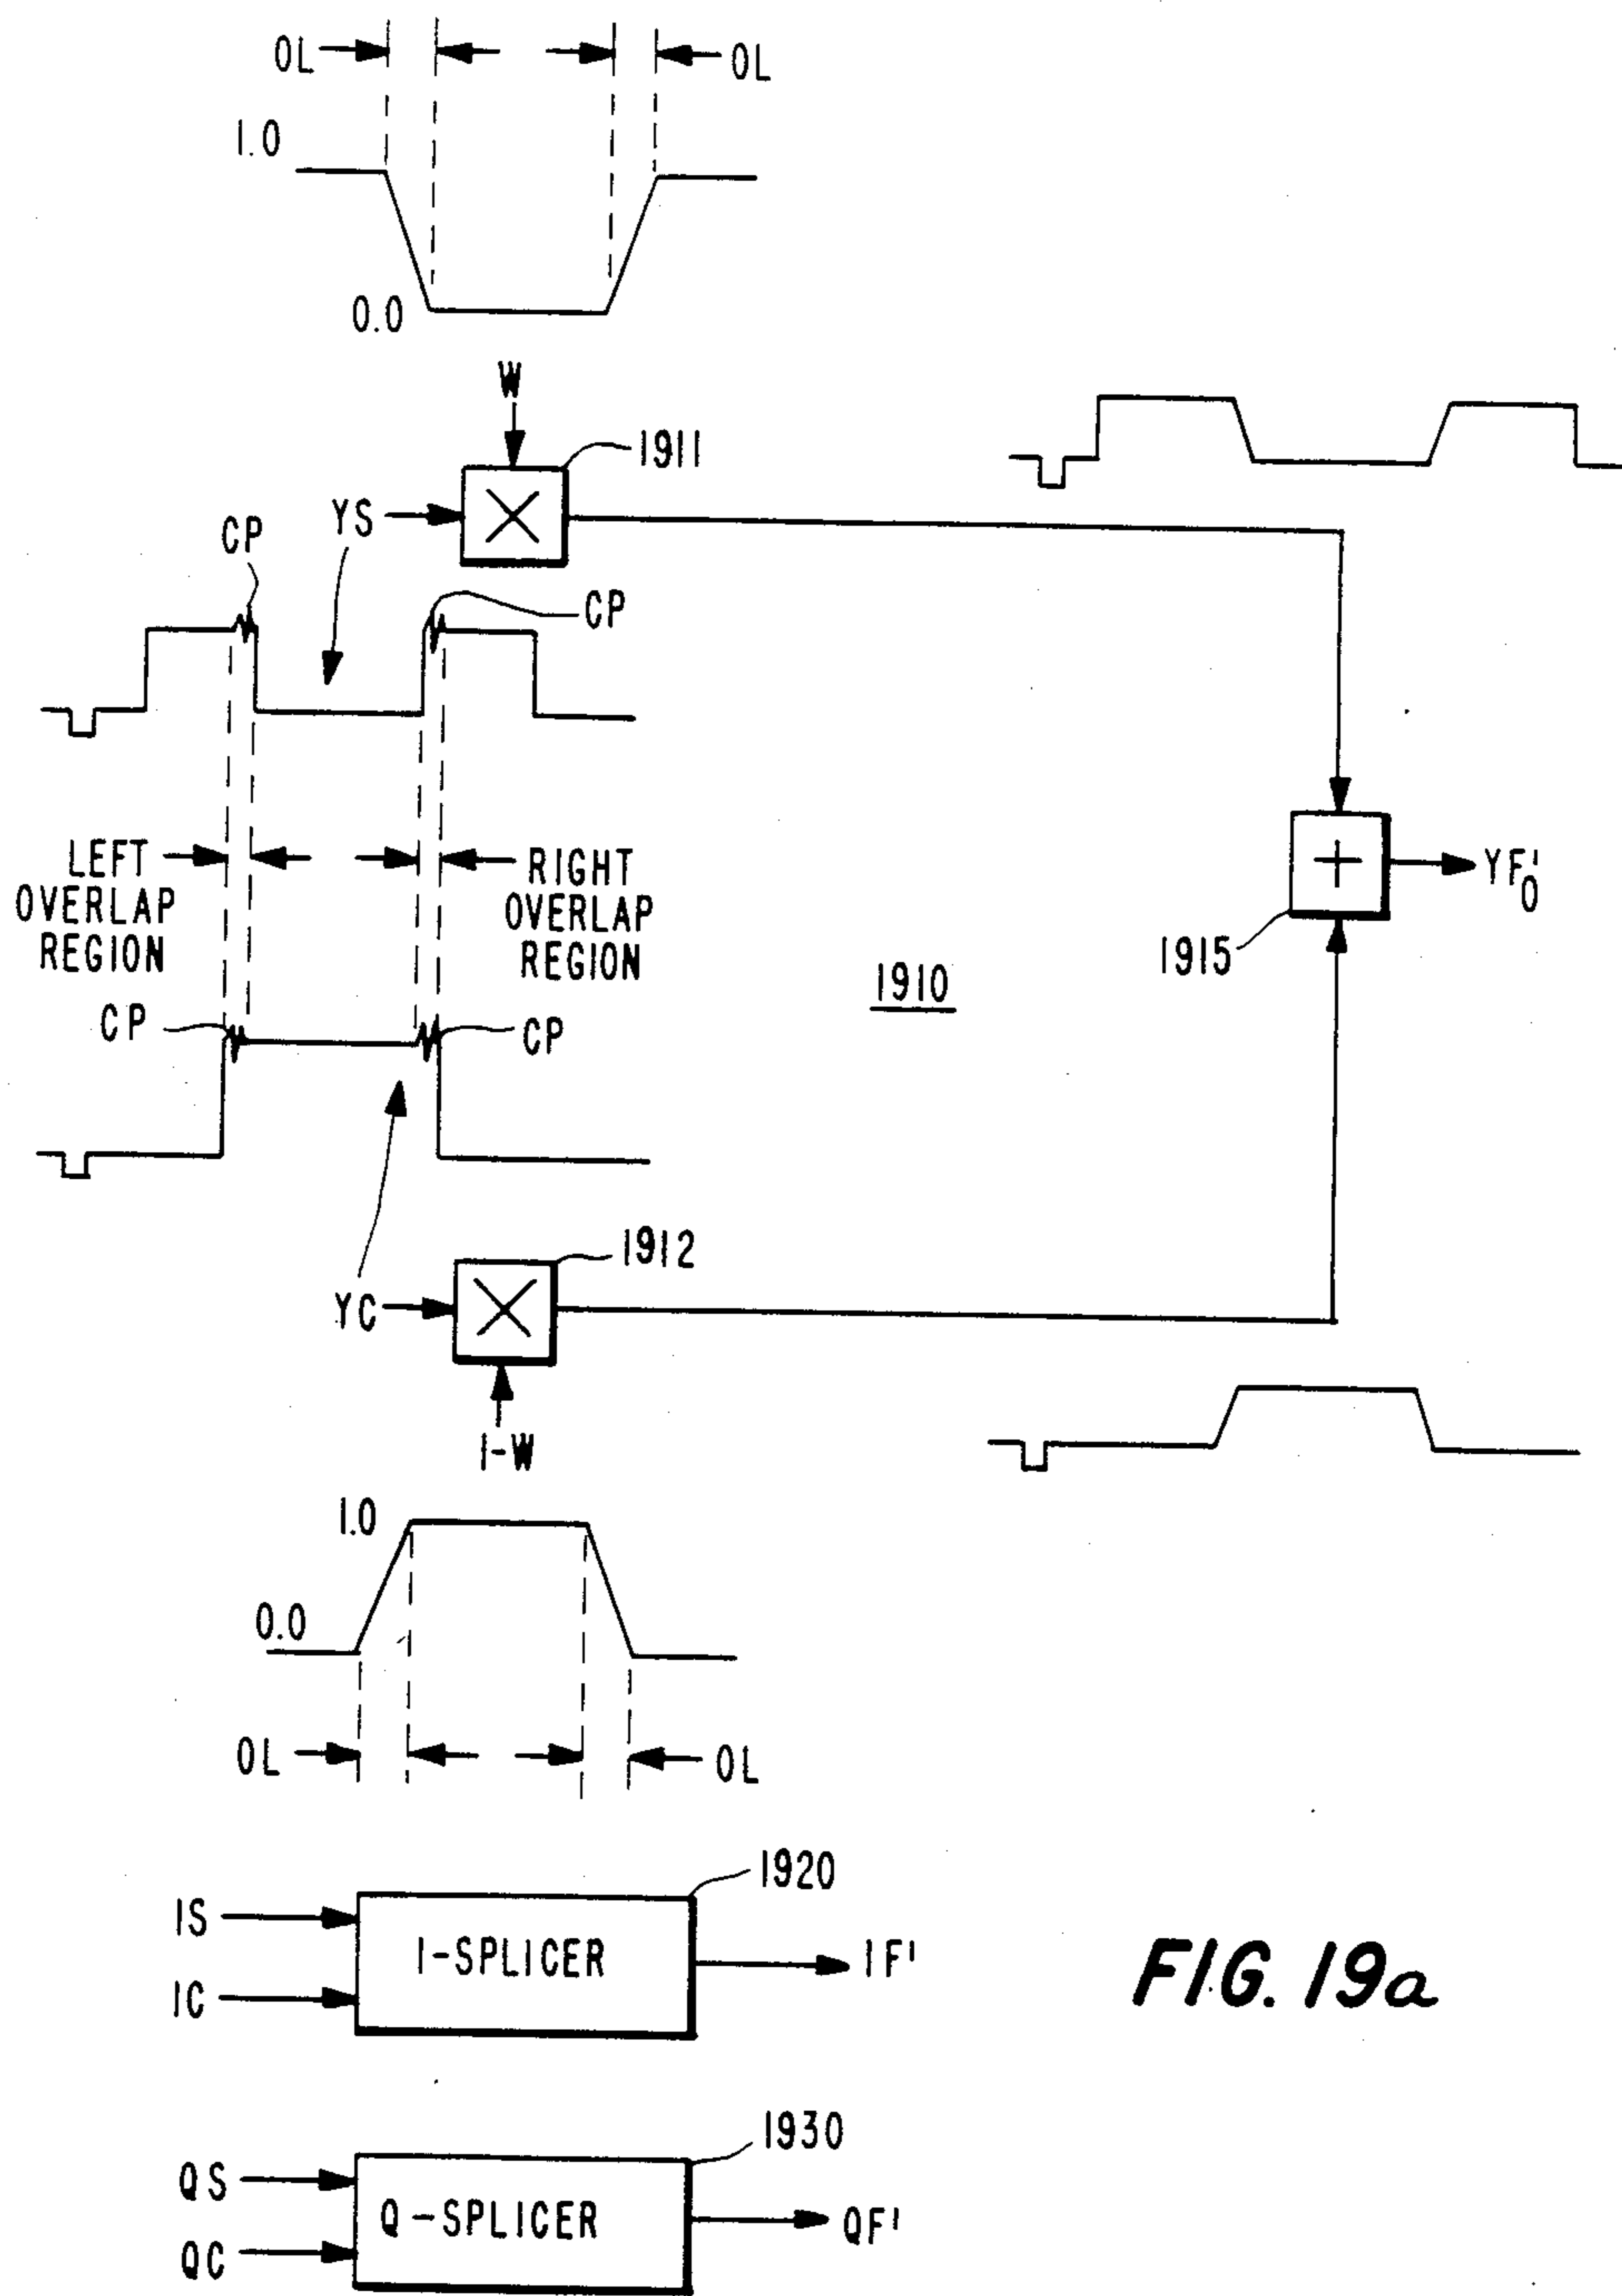 OL
OL
1.0
0.0
W
1911
YS
CP
CP
LEFT
OVERLAP
REGION
RIGHT
OVERLAP
REGION
+
YF'0
1915
1910
CP
CP
1912
YC
1-W
1.0
0.0
OL
OL
1920
IS
I-SPLICER
IF'
IC
FIG. 19a
1930
QS
Q-SPLICER
QF'
QC